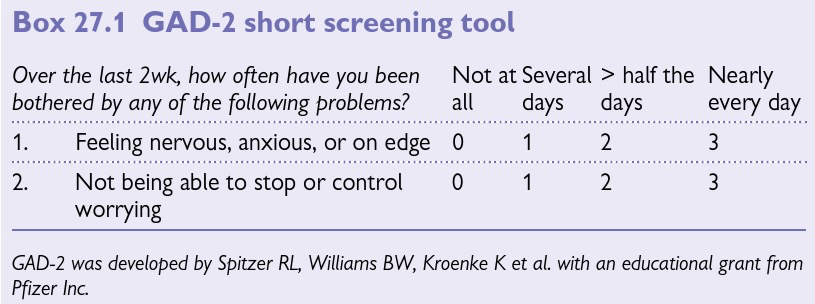 Box 27.1 GAD-2 short screening tool
Over the last 2wk, how often have you been Not at Several > half the Nearly
bothered by any of the following problems? all days days every day
1. Feeling nervous, anxious, or on edge 0 1 2 3
2. Not being able to stop or control 0 1 2 3
worrying
GAD-2 was developed by Spitzer RL, Williams BW, Kroenke K et al. with an educational grant from
Pfizer Inc.